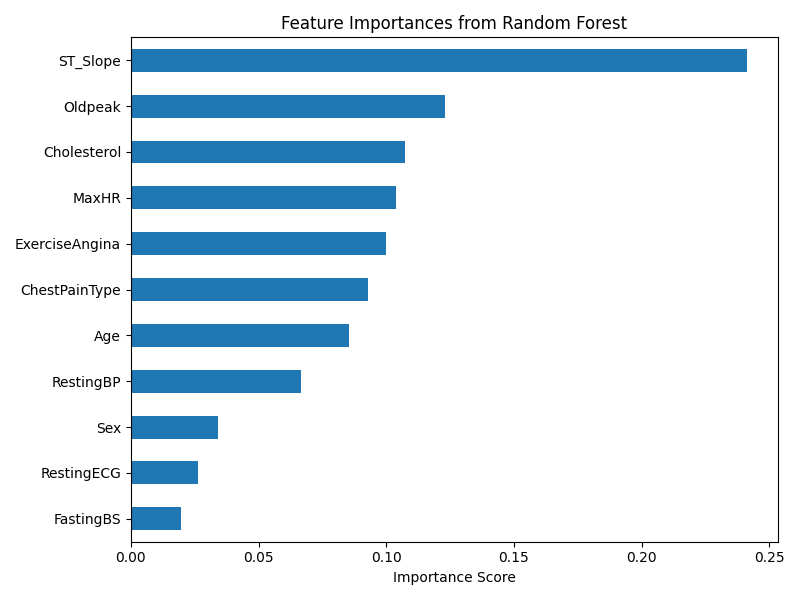 Feature Importances from Random Forest
ST_Slope
Oldpeak
Cholesterol
MaxHR
ExerciseAngina
ChestPainType
Age
RestingBP
Sex
RestingECG
FastingBS
0.00 0.05 0.10 0.15 0.20 0.25
Importance Score